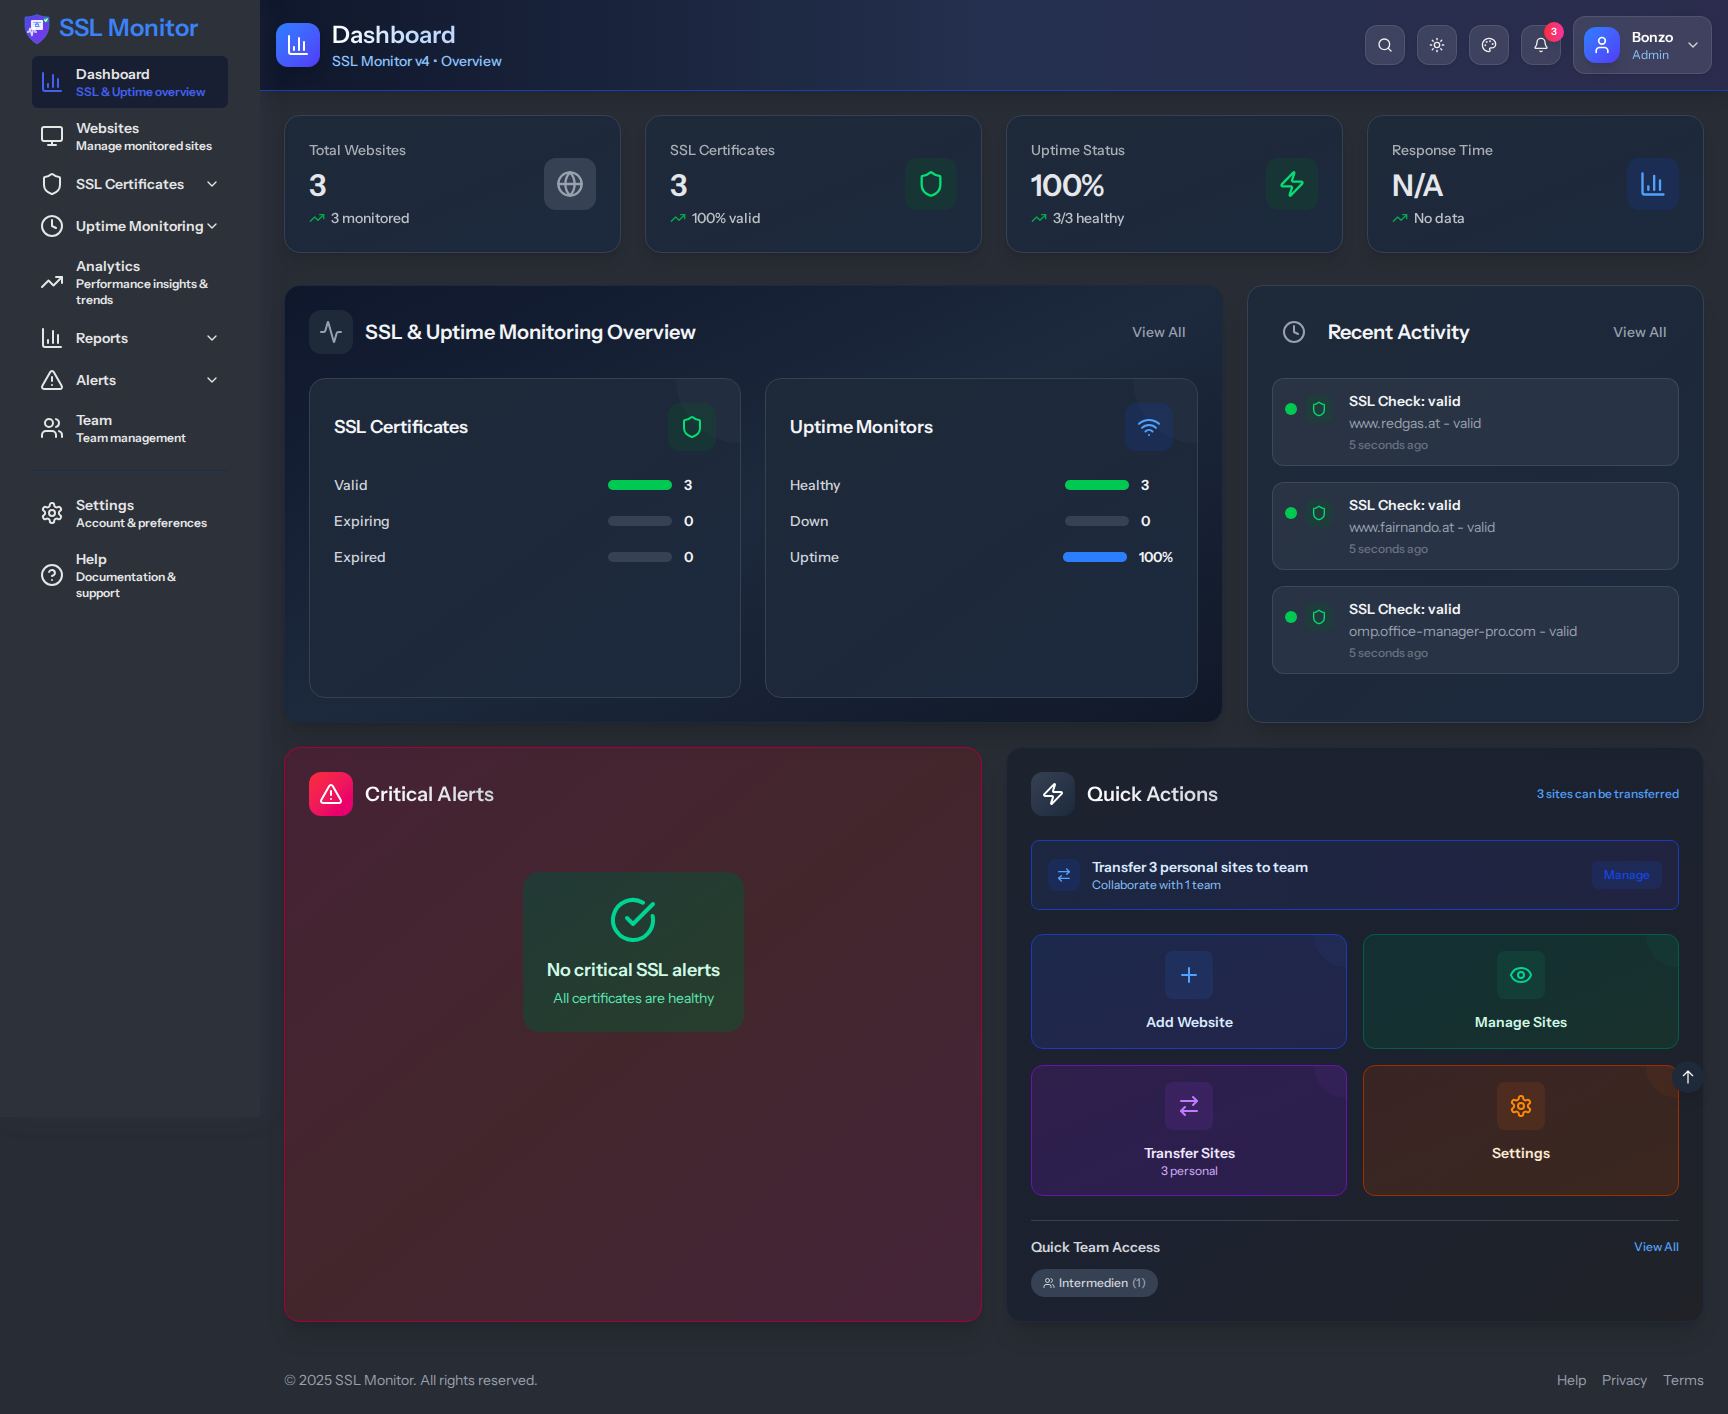 SSL Monitor
Dashboard
SSL & Uptime overview
Websites
Manage monitored sites
SSL Certificates
Uptime Monitoring
Analytics
Performance insights &
trends
Reports
Alerts
Team
Team management
Settings
Account & preferences
Help
Documentation &
support
Dashboard
SSL Monitor v4 • Overview
3
Bonzo
Admin
Total Websites
3
3 monitored
SSL Certificates
3
100% valid
Uptime Status
100%
3/3 healthy
Response Time
N/A
No data
SSL & Uptime Monitoring Overview
View All
SSL Certificates
Valid 3
Expiring 0
Expired 0
Uptime Monitors
Healthy 3
Down 0
Uptime 100%
Recent Activity
View All
SSL Check: valid
www.redgas.at - valid
5 seconds ago
SSL Check: valid
www.fairnando.at - valid
5 seconds ago
SSL Check: valid
omp.office-manager-pro.com - valid
5 seconds ago
Critical Alerts
No critical SSL alerts
All certificates are healthy
Quick Actions
3 sites can be transferred
Transfer 3 personal sites to team
Collaborate with 1 team
Manage
Add Website
Manage Sites
Transfer Sites
3 personal
Settings
Quick Team Access
View All
Intermedien (1)
© 2025 SSL Monitor. All rights reserved.
Help Privacy Terms